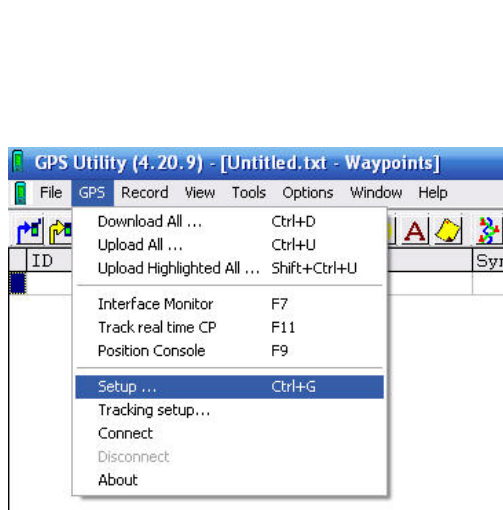 GPS Utility (4.20.9) - [Untitled.txt - Waypoints]
File GPS Record View Tools Options Window Help
A
ID
Download All ... Ctrl+D
Upload All ... Ctrl+U
Upload Highlighted All ... Shift+Ctrl+U
Interface Monitor F7
Track real time CP F11
Position Console F9
Setup ... Ctrl+G
Tracking setup...
Connect
Disconnect
About